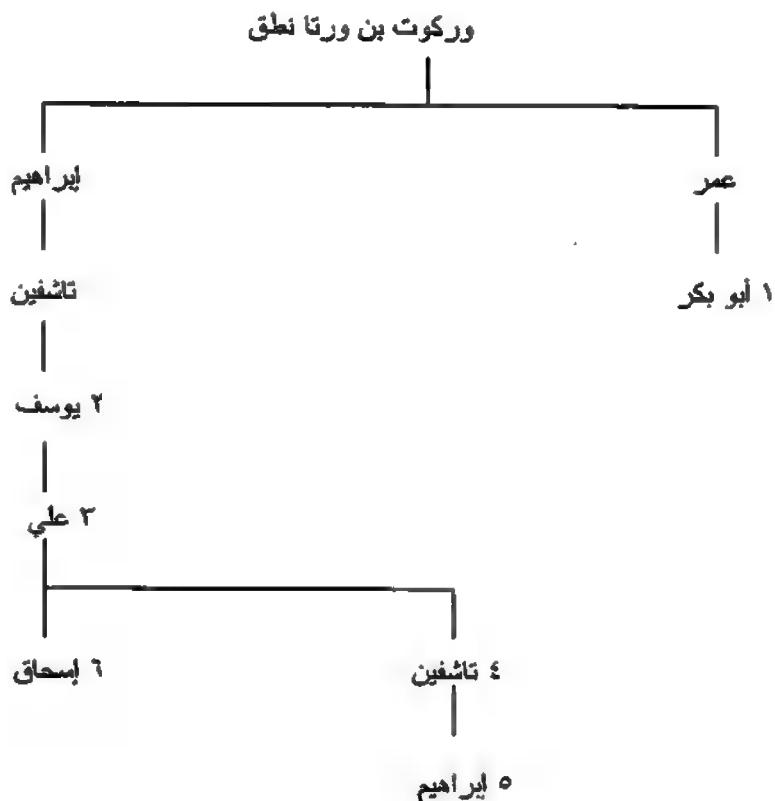 وركوت بن ورتا نطق
عمر
إبراهيم
١ أبو بكر
تاشفين
٢ يوسف
٣ علي
٤ تاشفين
٦ إسحاق
٥ إبراهيم